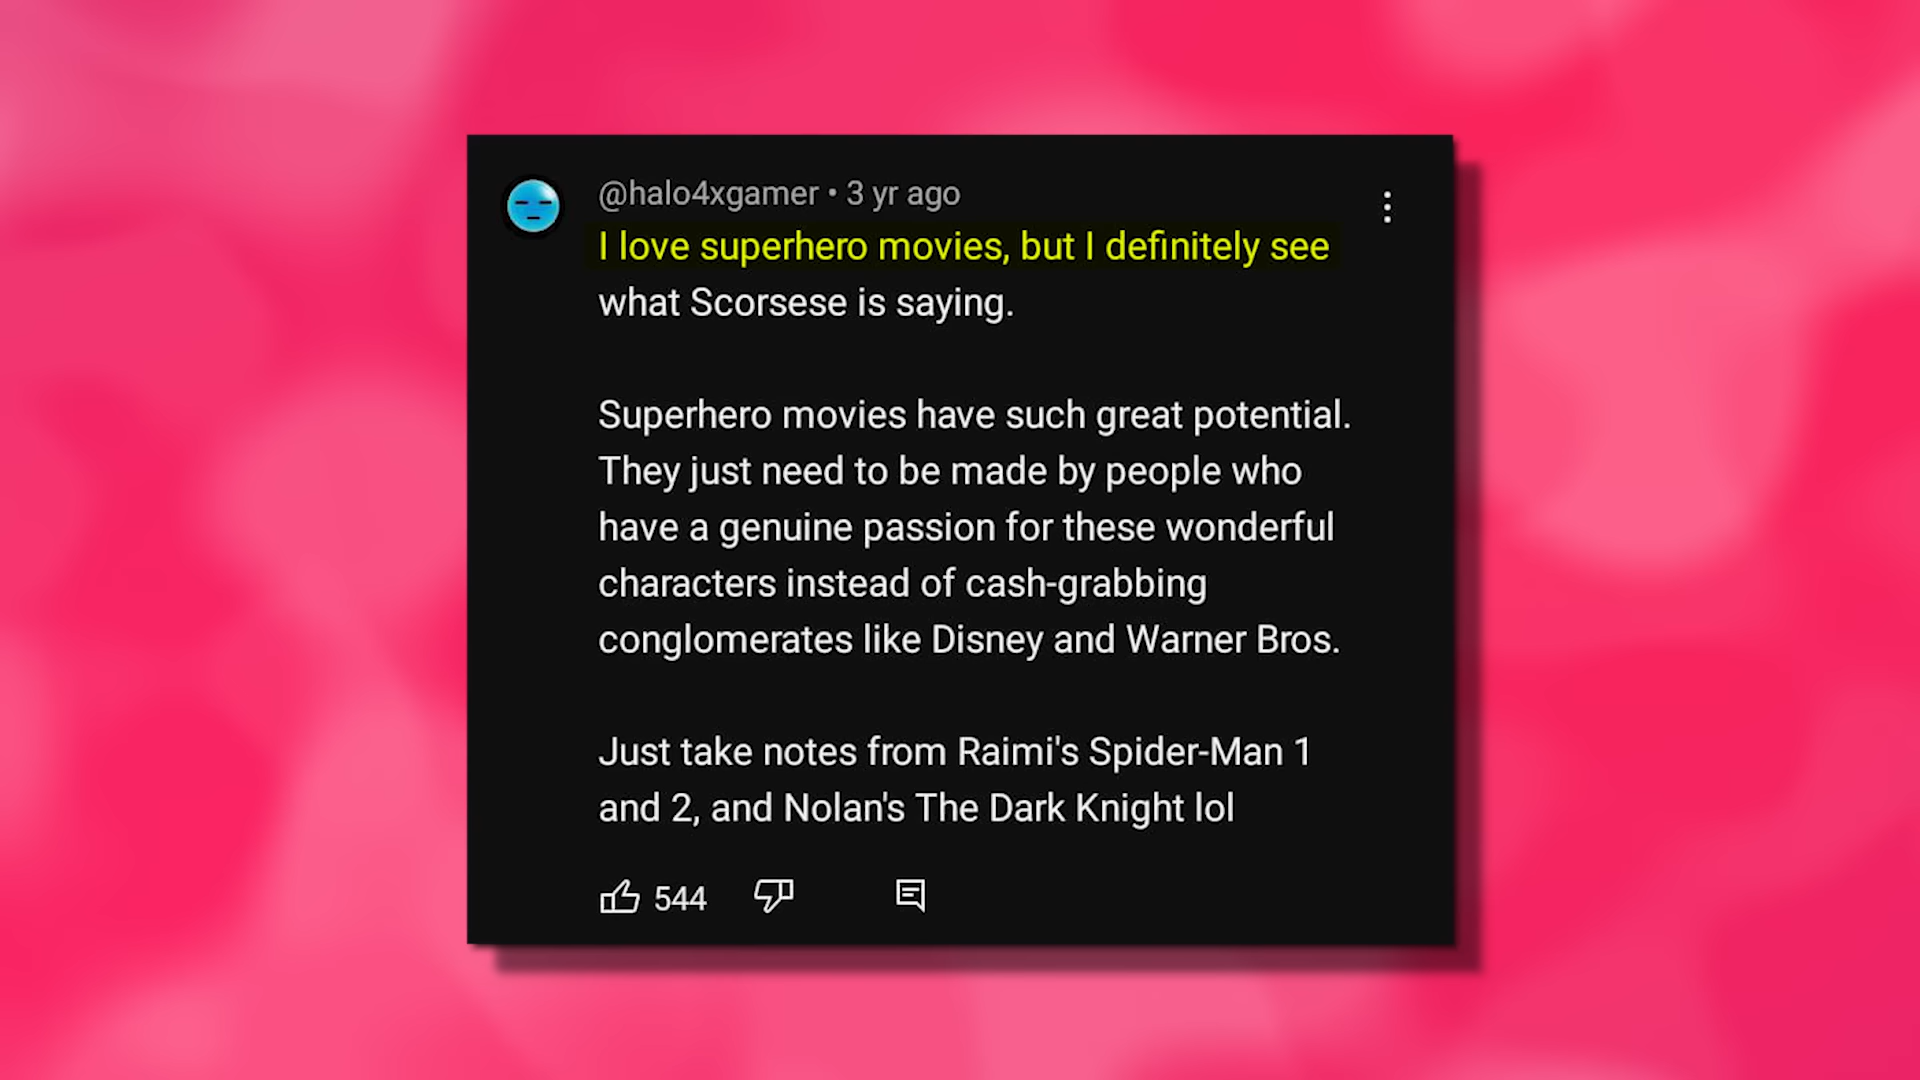 @halo4xgamer • 3 yr ago
I love superhero movies, but I definitely see
what Scorsese is saying.
Superhero movies have such great potential.
They just need to be made by people who
have a genuine passion for these wonderful
characters instead of cash-grabbing
conglomerates like Disney and Warner Bros.
Just take notes from Raimi's Spider-Man 1
and 2, and Nolan's The Dark Knight lol
544